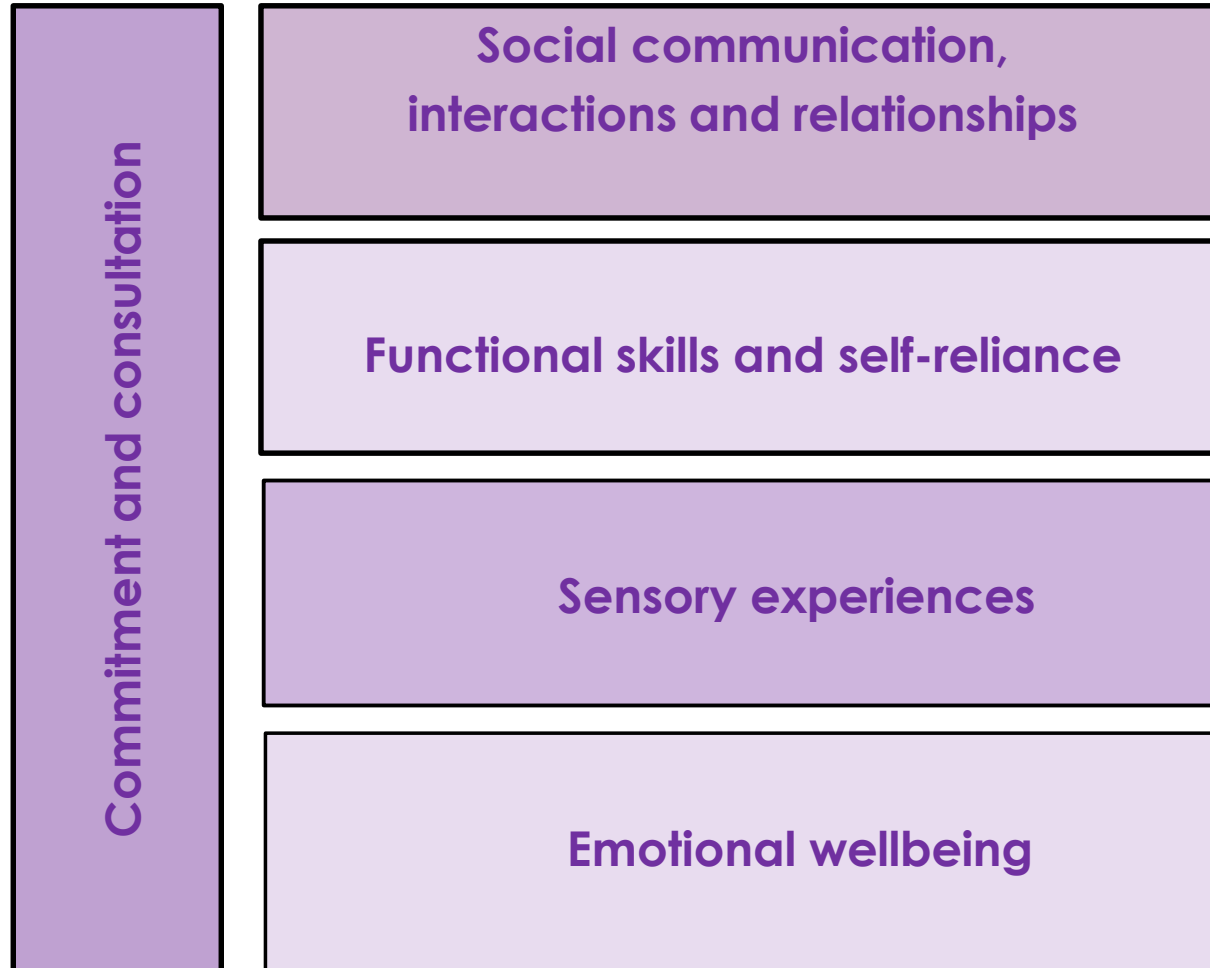 Commitment and consultation
Social communication,
interactions and relationships
Functional skills and self-reliance
Sensory experiences
Emotional wellbeing